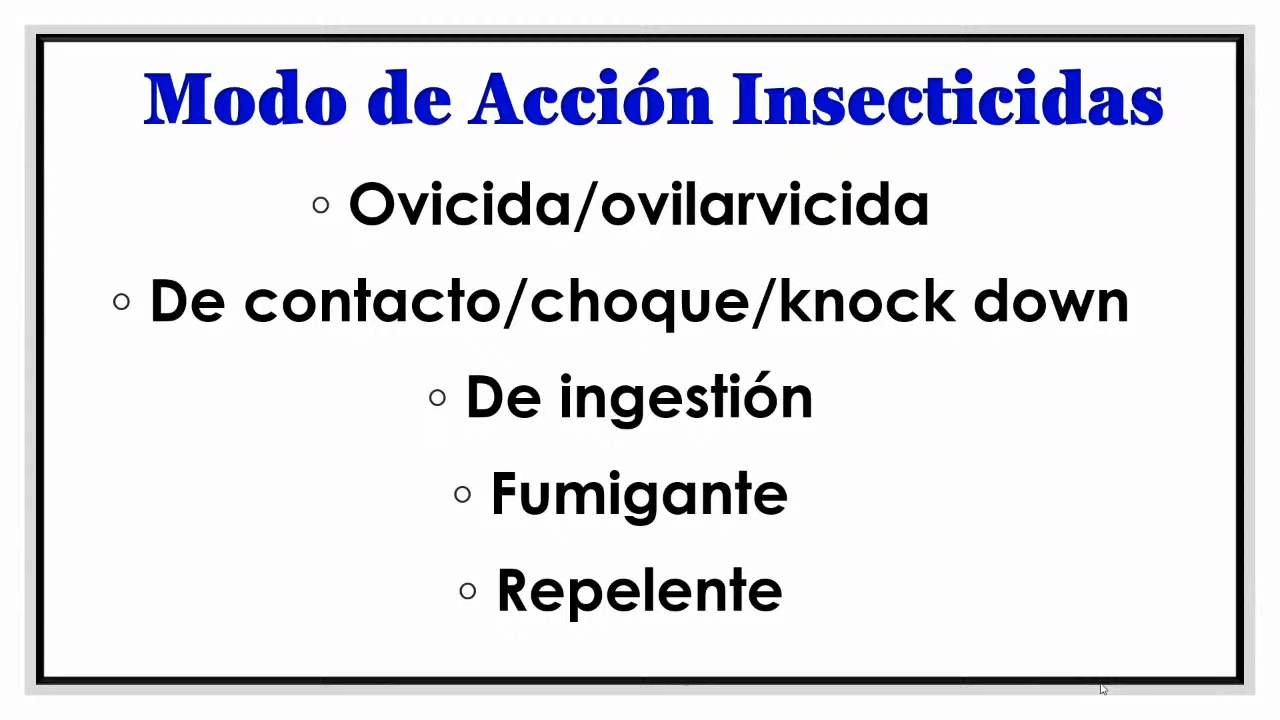 Modo de Acción Insecticidas
◦ Ovicida/ovilarvicida
◦ De contacto/choque/knock down
◦ De ingestión
◦ Fumigante
◦ Repelente